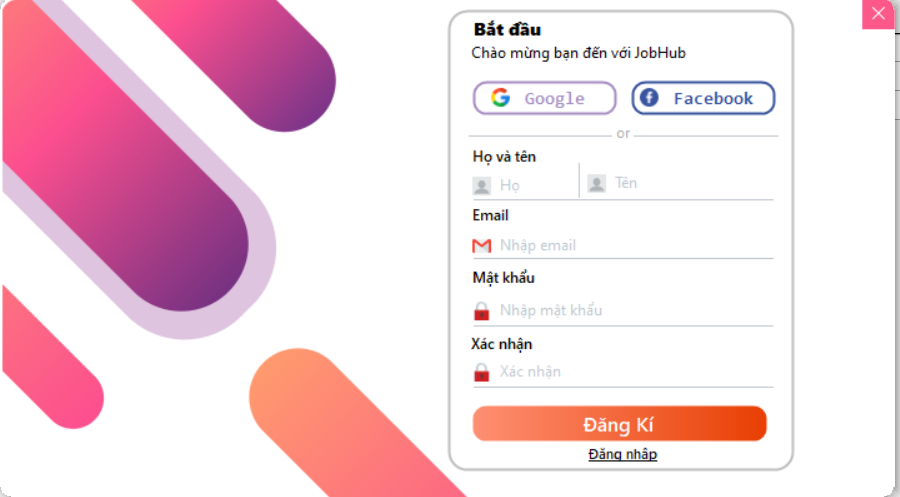 Bắt đầu
Chào mừng bạn đến với JobHub
Google Facebook
or
Họ và tên
Họ Tên
Email
Nhập email
Mật khẩu
Nhập mật khẩu
Xác nhận
Xác nhận
Đăng Kí
Đăng nhập